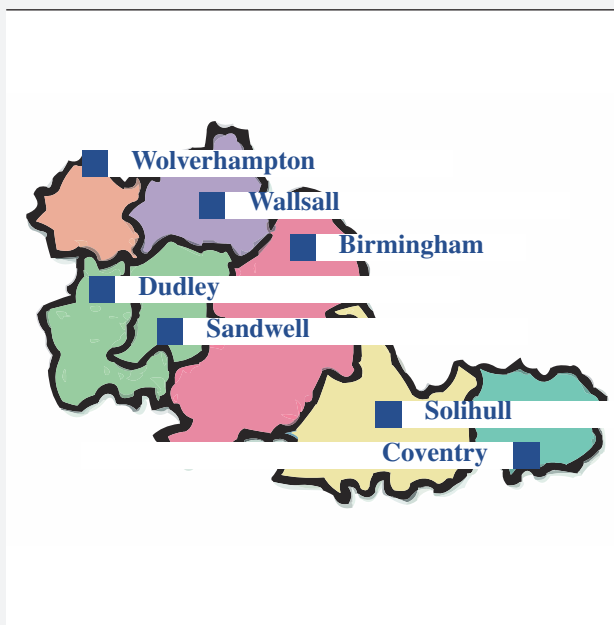 Wolverhampton
Wallsall
Birmingham
Dudley
Sandwell
Solihull
Coventry